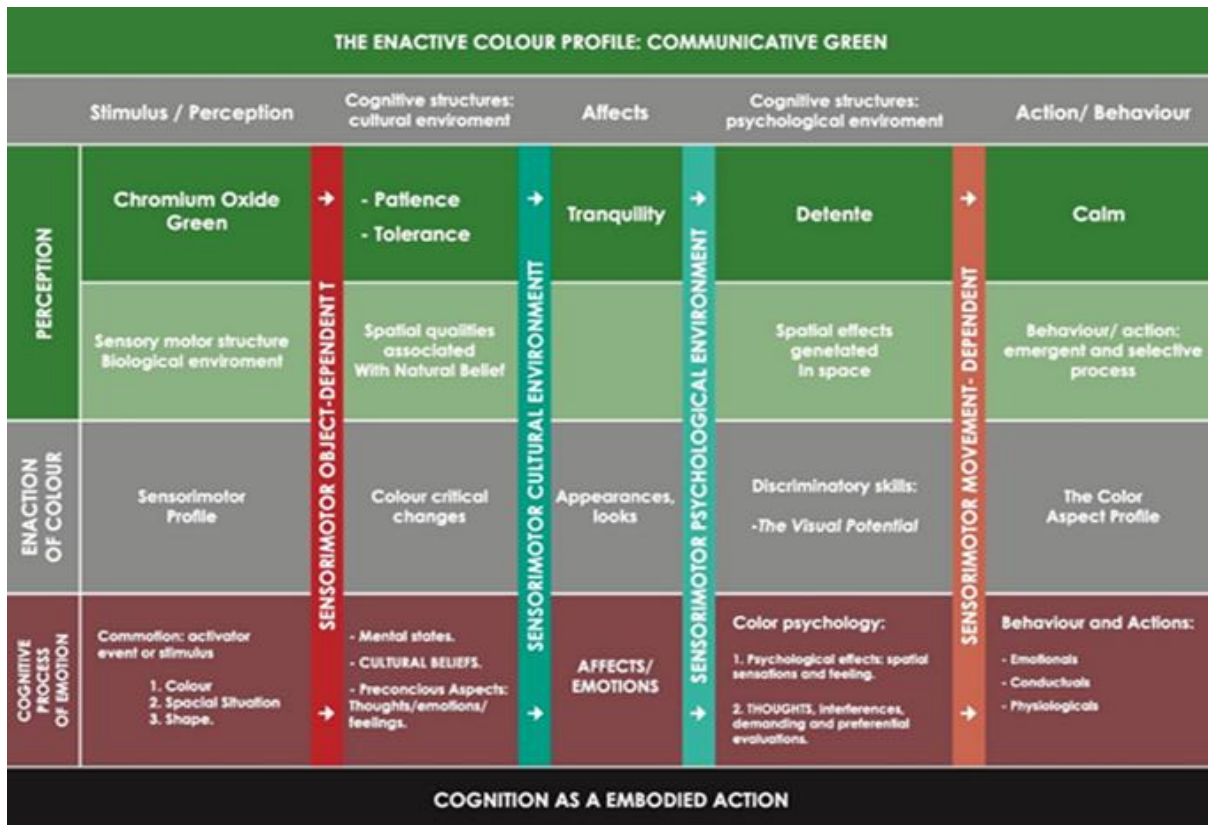 THE ENACTIVE COLOUR PROFILE: COMMUNICATIVE GREEN
Stimulus / Perception
Cognitive structures:
cultural enviroment
Affects
Cognitive structures:
psychological enviroment
Action/ Behaviour
PERCEPTION
Chromium Oxide
Green
- Patience
- Tolerance
Tranquility
Detente
Calm
Sensory motor structure
Biological enviroment
Spatial qualities
associated
With Natural Belief
Spatial effects
genetated
In space
Behaviour/ action:
emergent and selective
process
SENSORIMOTOR OBJECT-DEPENDENT T
SENSORIMOTOR CULTURAL ENVIRONMENTT
SENSORIMOTOR PSYCHOLOGICAL ENVIRONMENT
SENSORIMOTOR MOVEMENT- DEPENDENT
ENACTION
OF COLOUR
Sensorimotor
Profile
Colour critical
changes
Appearances,
looks
Discriminatory skills:
-The Visual Potential
The Color
Aspect Profile
COGNITIVE
PROCESS
OF EMOTION
Commotion: activator
event or stimulus
1. Colour
2. Spacial Situation
3. Shape.
- Mental states.
- CULTURAL BELIEFS.
- Preconcious Aspects:
Thoughts/emotions/
feelings.
AFFECTS/
EMOTIONS
Color psychology:
1. Psychological effects: spatial
sensations and feeling.
2. THOUGHTS, interferences,
demanding and preferential
evaluations.
Behaviour and Actions:
- Emotionals
- Conductuals
- Physiologicals
COGNITION AS A EMBODIED ACTION